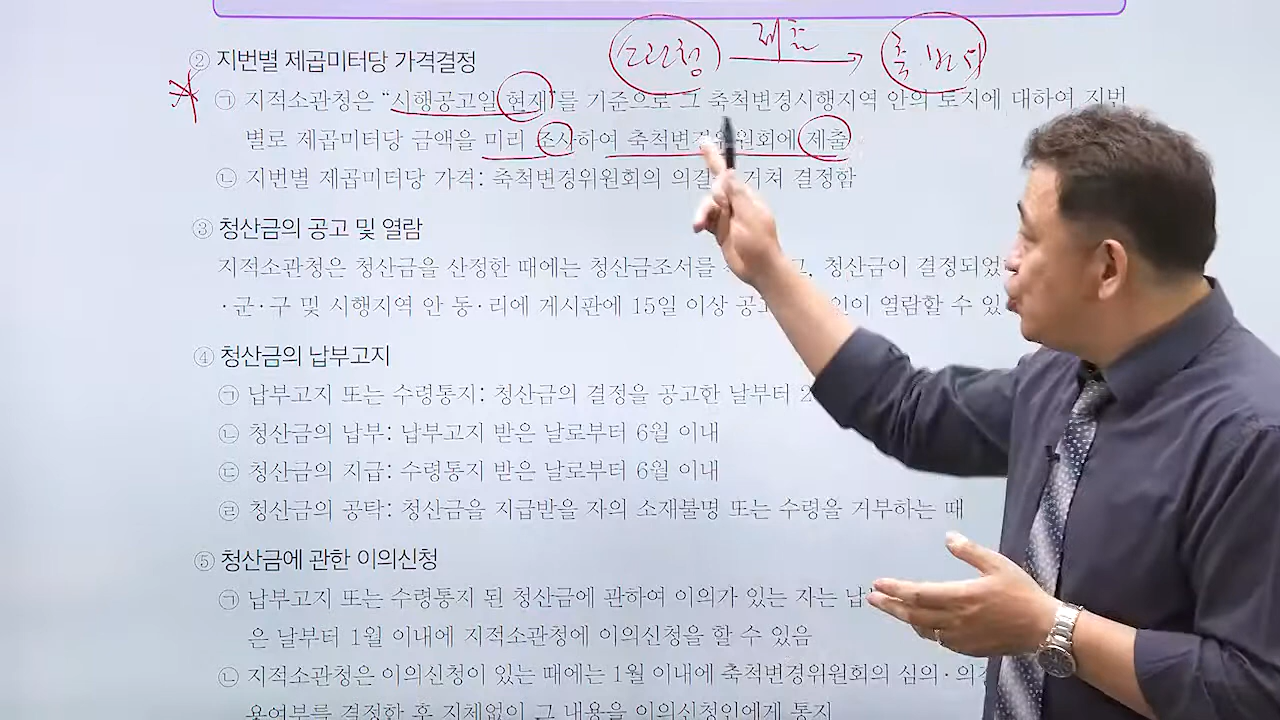 ② 지번별 제곱미터당 가격결정
소관청 제출 축.변.위
㉠ 지적소관청은 “시행공고일 현재”를 기준으로 그 축척변경시행지역 안의 토지에 대하여 지번
별로 제곱미터당 금액을 미리 조사하여 축척변경위원회에 제출
㉡ 지번별 제곱미터당 가격: 축척변경위원회의 의결 거쳐 결정함
③ 청산금의 공고 및 열람
지적소관청은 청산금을 산정한 때에는 청산금조서를 청산금이 결정되었
·군·구 및 시행지역 안 동·리에 게시판에 15일 이상 공 인이 열람할 수 있
④ 청산금의 납부고지
㉠ 납부고지 또는 수령통지: 청산금의 결정을 공고한 날부터 2
㉡ 청산금의 납부: 납부고지 받은 날로부터 6월 이내
㉢ 청산금의 지급: 수령통지 받은 날로부터 6월 이내
㉣ 청산금의 공탁: 청산금을 지급받을 자의 소재불명 또는 수령을 거부하는 때
⑤ 청산금에 관한 이의신청
㉠ 납부고지 또는 수령통지 된 청산금에 관하여 이의가 있는 자는 납
은 날부터 1월 이내에 지적소관청에 이의신청을 할 수 있음
㉡ 지적소관청은 이의신청이 있는 때에는 1월 이내에 축척변경위원회의 심의·의
용여부를 결정한 후 지체없이 그 내용을 이의신청인에게 통지